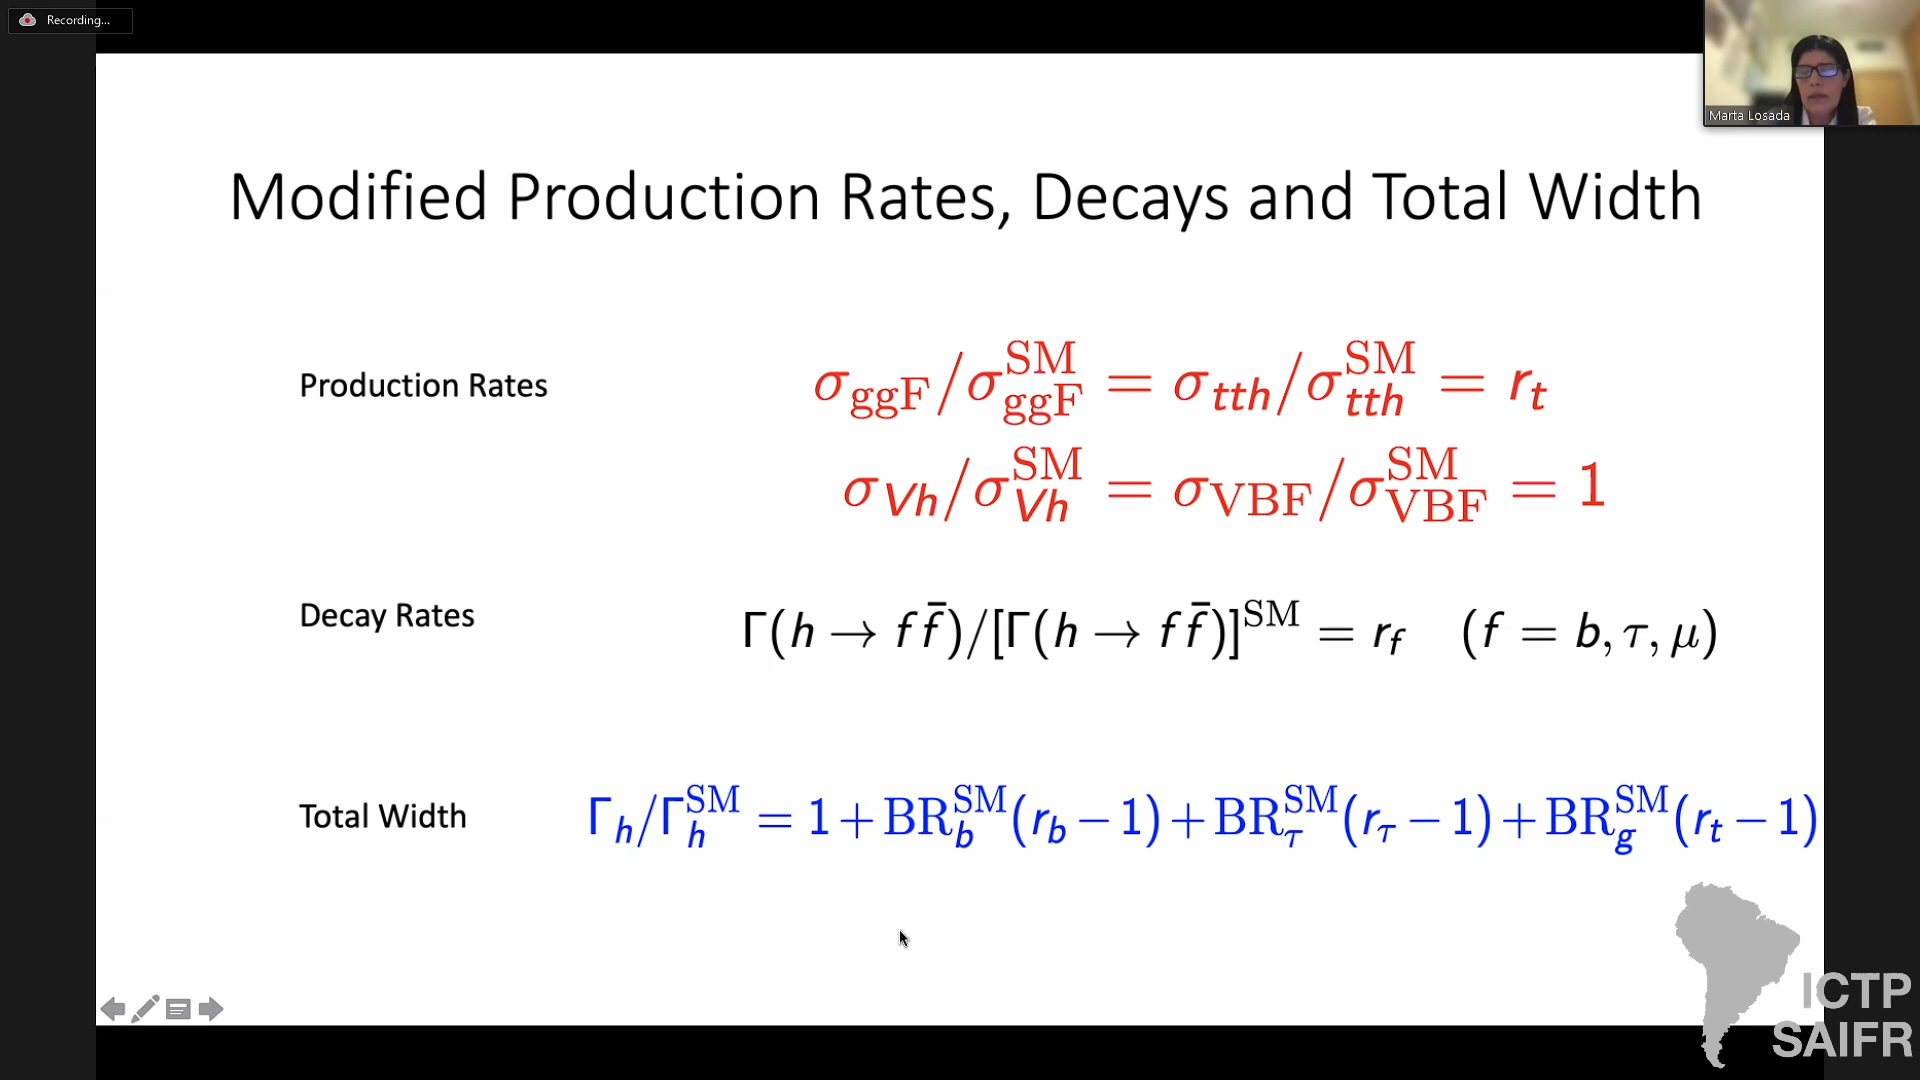 Recording...
Marta Losada
Modified Production Rates, Decays and Total Width
Production Rates
σ_ggF/σ_ggF^SM = σ_tth/σ_tth^SM = r_t
σ_Vh/σ_Vh^SM = σ_VBF/σ_VBF^SM = 1
Decay Rates
Γ(h → f f̄)/[Γ(h → f f̄)]^SM = r_f (f = b, τ, μ)
Total Width
Γ_h/Γ_h^SM = 1 + BR_b^SM(r_b − 1) + BR_τ^SM(r_τ − 1) + BR_g^SM(r_t − 1)
ICTP
SAIFR